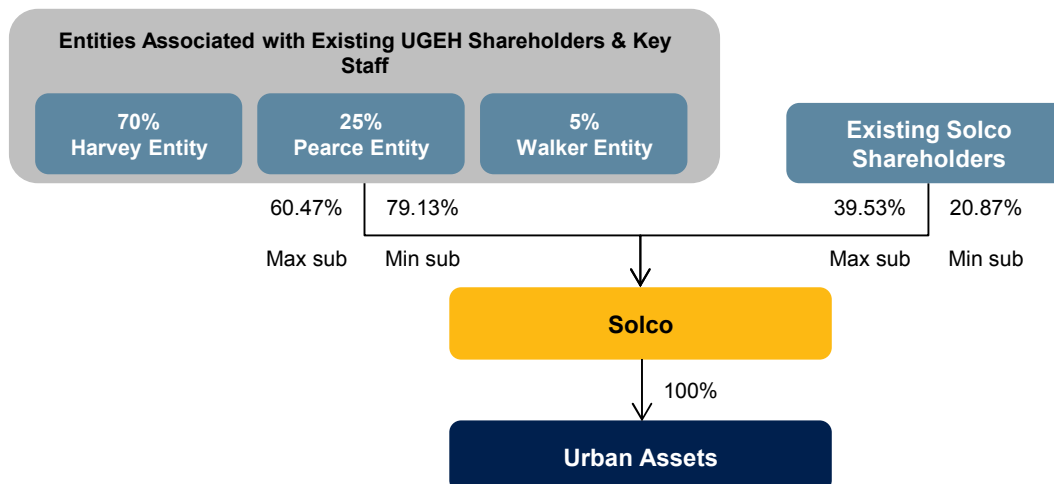 Entities Associated with Existing UGEH Shareholders & Key
Staff
70%
Harvey Entity
25%
Pearce Entity
5%
Walker Entity
Existing Solco
Shareholders
60.47%
79.13%
39.53%
20.87%
Max sub
Min sub
Max sub
Min sub
Solco
100%
Urban Assets